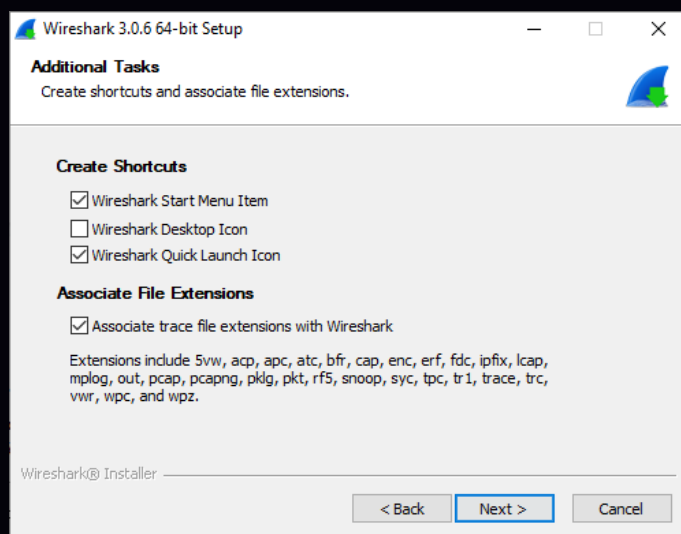 Wireshark 3.0.6 64-bit Setup
Additional Tasks
Create shortcuts and associate file extensions.
Create Shortcuts
Wireshark Start Menu Item
Wireshark Desktop Icon
Wireshark Quick Launch Icon
Associate File Extensions
Associate trace file extensions with Wireshark
Extensions include 5vw, acp, apc, atc, bfr, cap, enc, erf, fdc, ipfix, lcap,
mplog, out, pcap, pcapng, pklg, pkt, rf5, snoop, syc, tpc, tr1, trace, trc,
vwr, wpc, and wpz.
Wireshark® Installer
< Back Next > Cancel